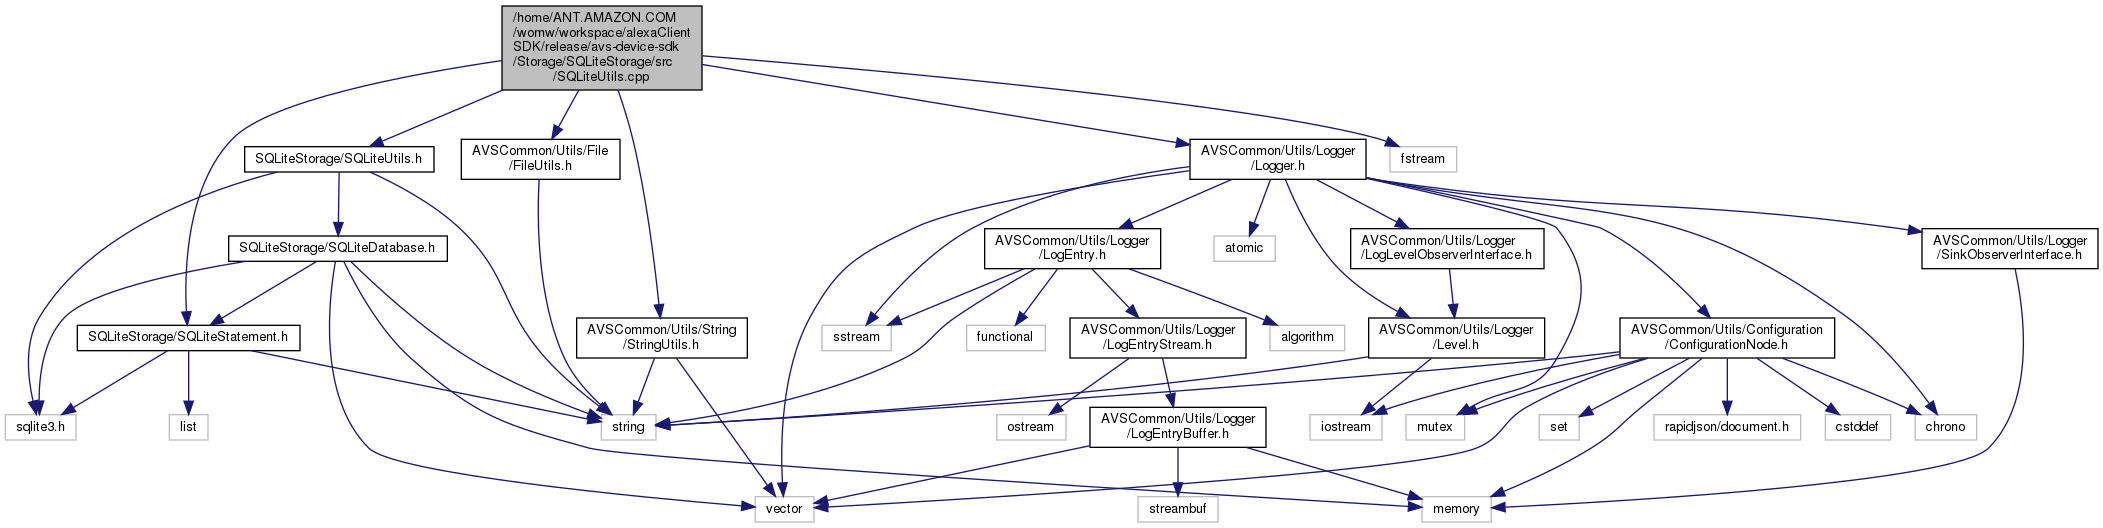 /home/ANT.AMAZON.COM
/womw/workspace/alexaClient
SDK/release/avs-device-sdk
/Storage/SQLiteStorage/src
/SQLiteUtils.cpp
SQLiteStorage/SQLiteUtils.h
AVSCommon/Utils/File
/FileUtils.h
AVSCommon/Utils/Logger
/Logger.h
fstream
SQLiteStorage/SQLiteDatabase.h
AVSCommon/Utils/Logger
/LogEntry.h
atomic
AVSCommon/Utils/Logger
/LogLevelObserverInterface.h
AVSCommon/Utils/Logger
/SinkObserverInterface.h
SQLiteStorage/SQLiteStatement.h
AVSCommon/Utils/String
/StringUtils.h
sstream
functional
AVSCommon/Utils/Logger
/LogEntryStream.h
algorithm
AVSCommon/Utils/Logger
/Level.h
AVSCommon/Utils/Configuration
/ConfigurationNode.h
sqlite3.h
list
string
ostream
AVSCommon/Utils/Logger
/LogEntryBuffer.h
iostream
mutex
set
rapidjson/document.h
cstddef
chrono
vector
streambuf
memory